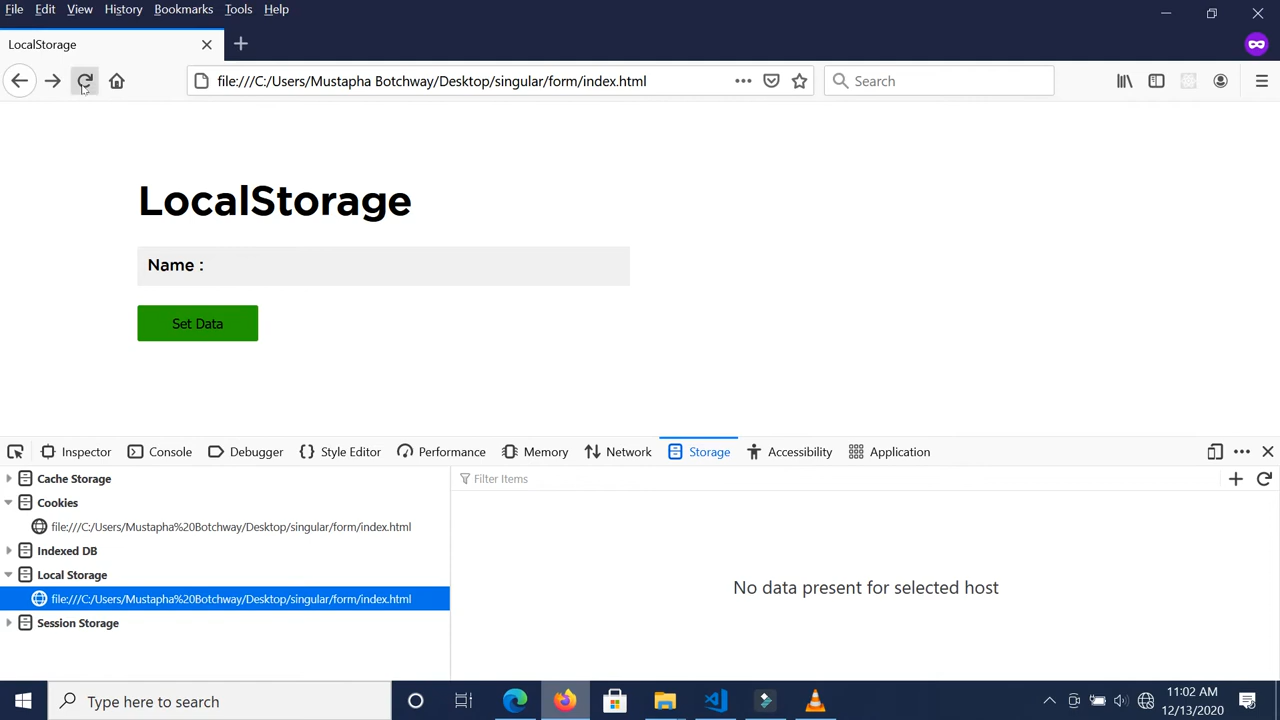 File Edit View History Bookmarks Tools Help
LocalStorage
file:///C:/Users/Mustapha Botchway/Desktop/singular/form/index.html
Search
LocalStorage
Name :
Set Data
Inspector Console Debugger Style Editor Performance Memory Network Storage Accessibility Application
Cache Storage
Filter Items
Cookies
file:///C:/Users/Mustapha%20Botchway/Desktop/singular/form/index.html
Indexed DB
Local Storage
file:///C:/Users/Mustapha%20Botchway/Desktop/singular/form/index.html
Session Storage
No data present for selected host
Type here to search
11:02 AM
12/13/2020